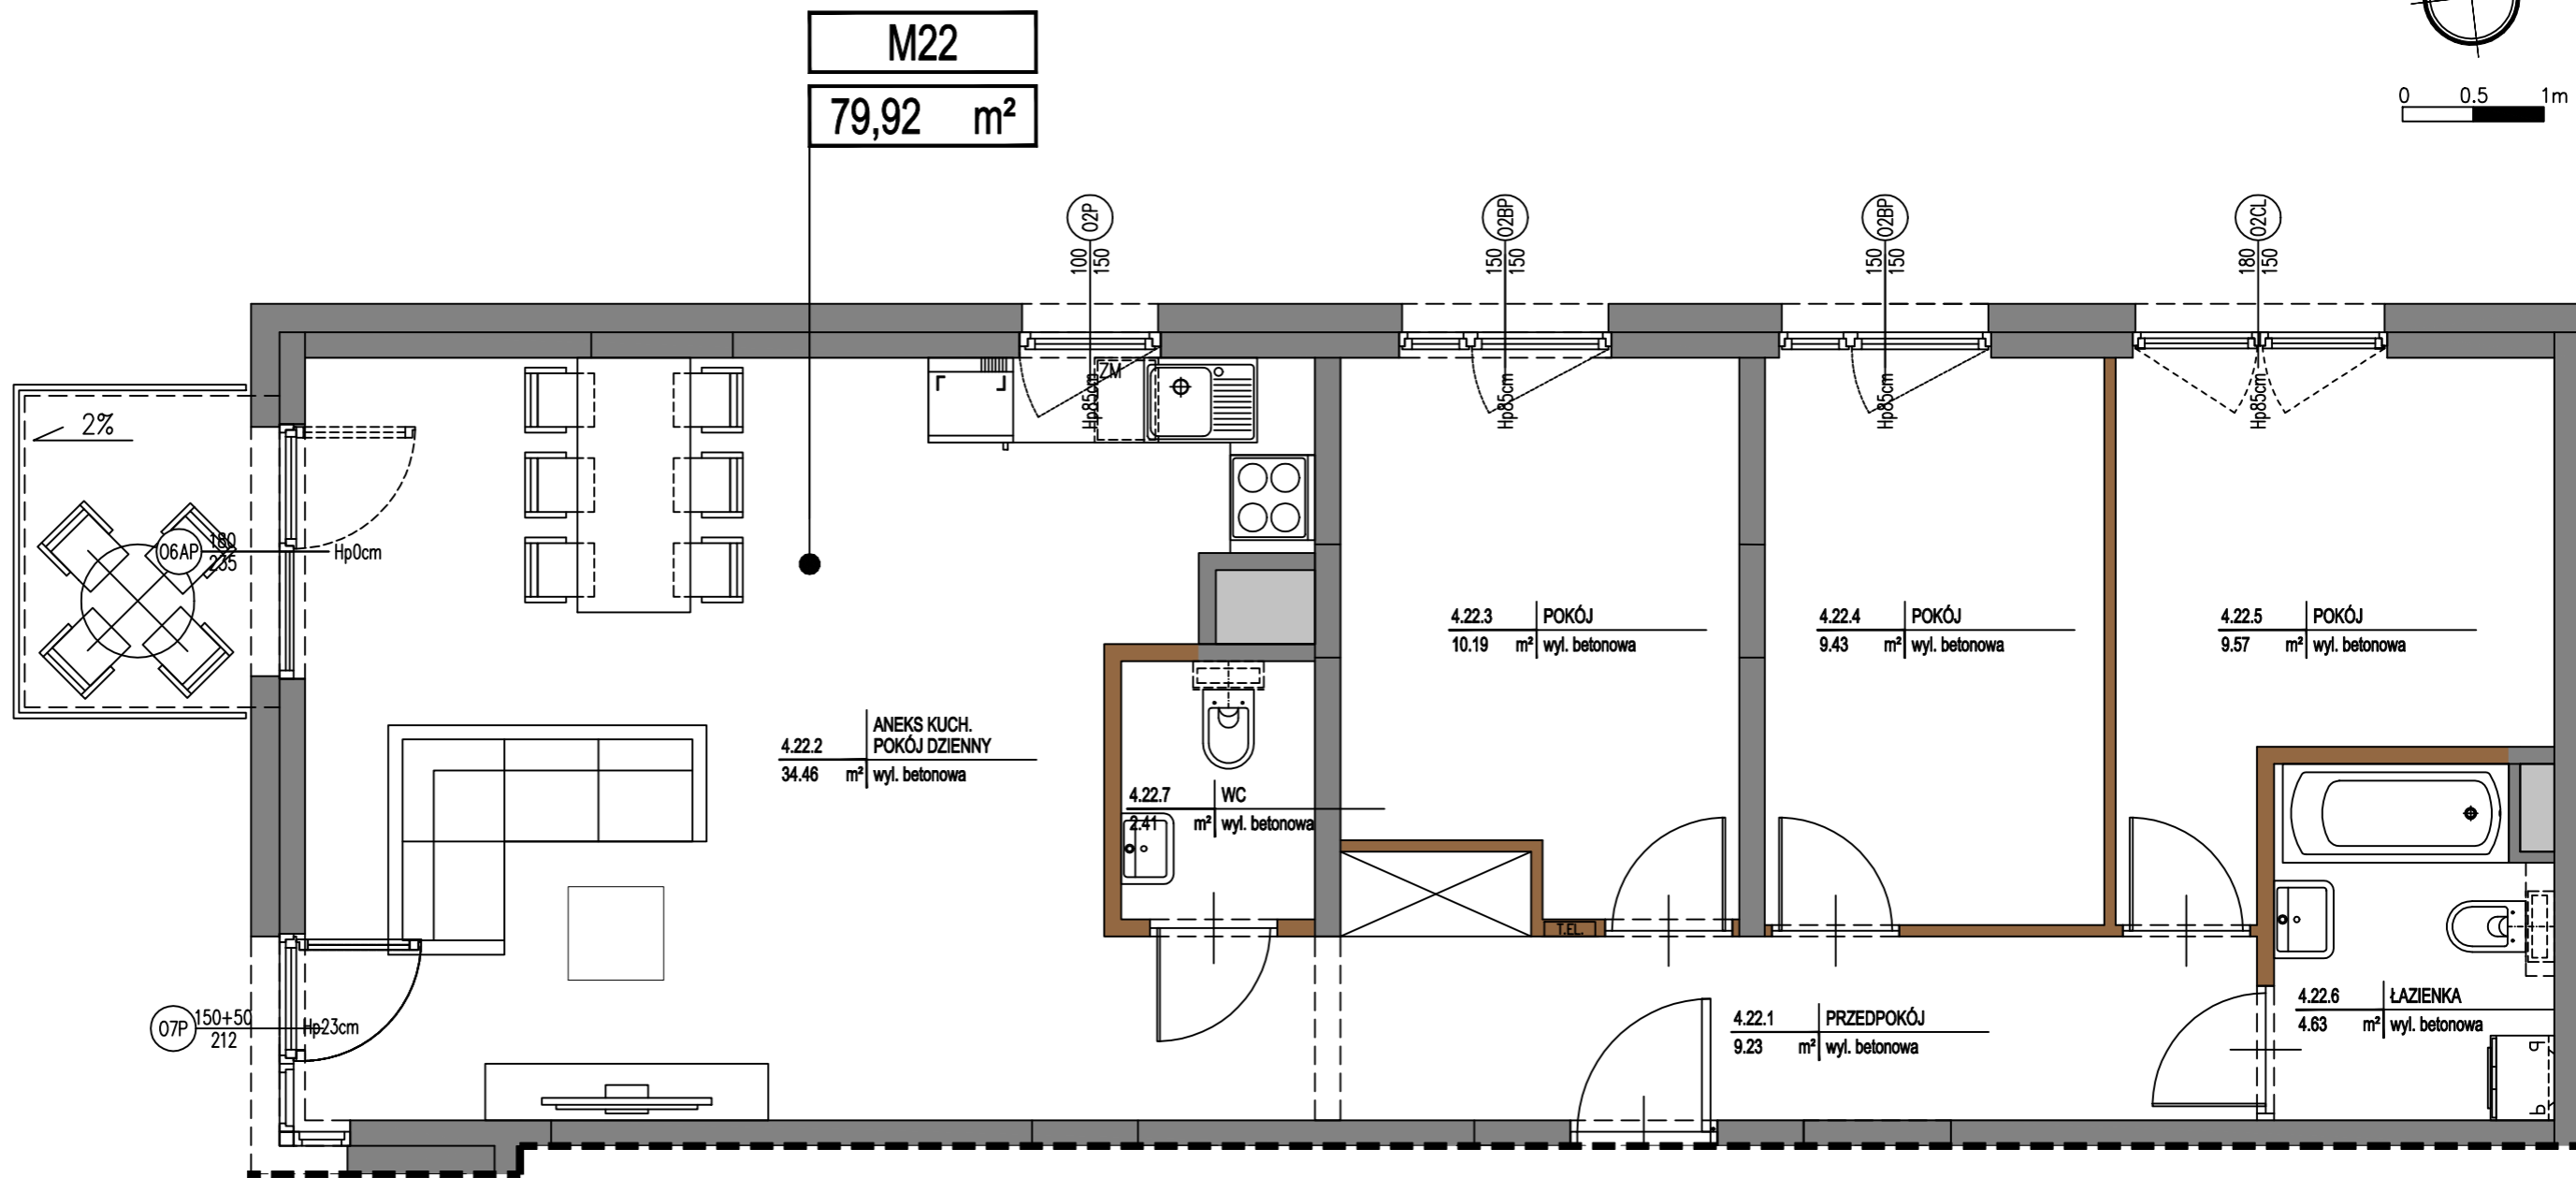 M22
79,92 m²
0 0.5 1m
02P
100
150
Hp85cm
02BP
150
150
Hp85cm
02BP
150
150
Hp85cm
02CL
180
150
Hp85cm
2%
ZM
06AP
180
235
Hp0cm
4.22.3 POKÓJ
10.19 m² wyl. betonowa
4.22.4 POKÓJ
9.43 m² wyl. betonowa
4.22.5 POKÓJ
9.57 m² wyl. betonowa
4.22.2 ANEKS KUCH.
POKÓJ DZIENNY
34.46 m² wyl. betonowa
4.22.7 WC
2.41 m² wyl. betonowa
T.EL.
4.22.6 ŁAZIENKA
4.63 m² wyl. betonowa
4.22.1 PRZEDPOKÓJ
9.23 m² wyl. betonowa
07P
150+50
212
Hp23cm